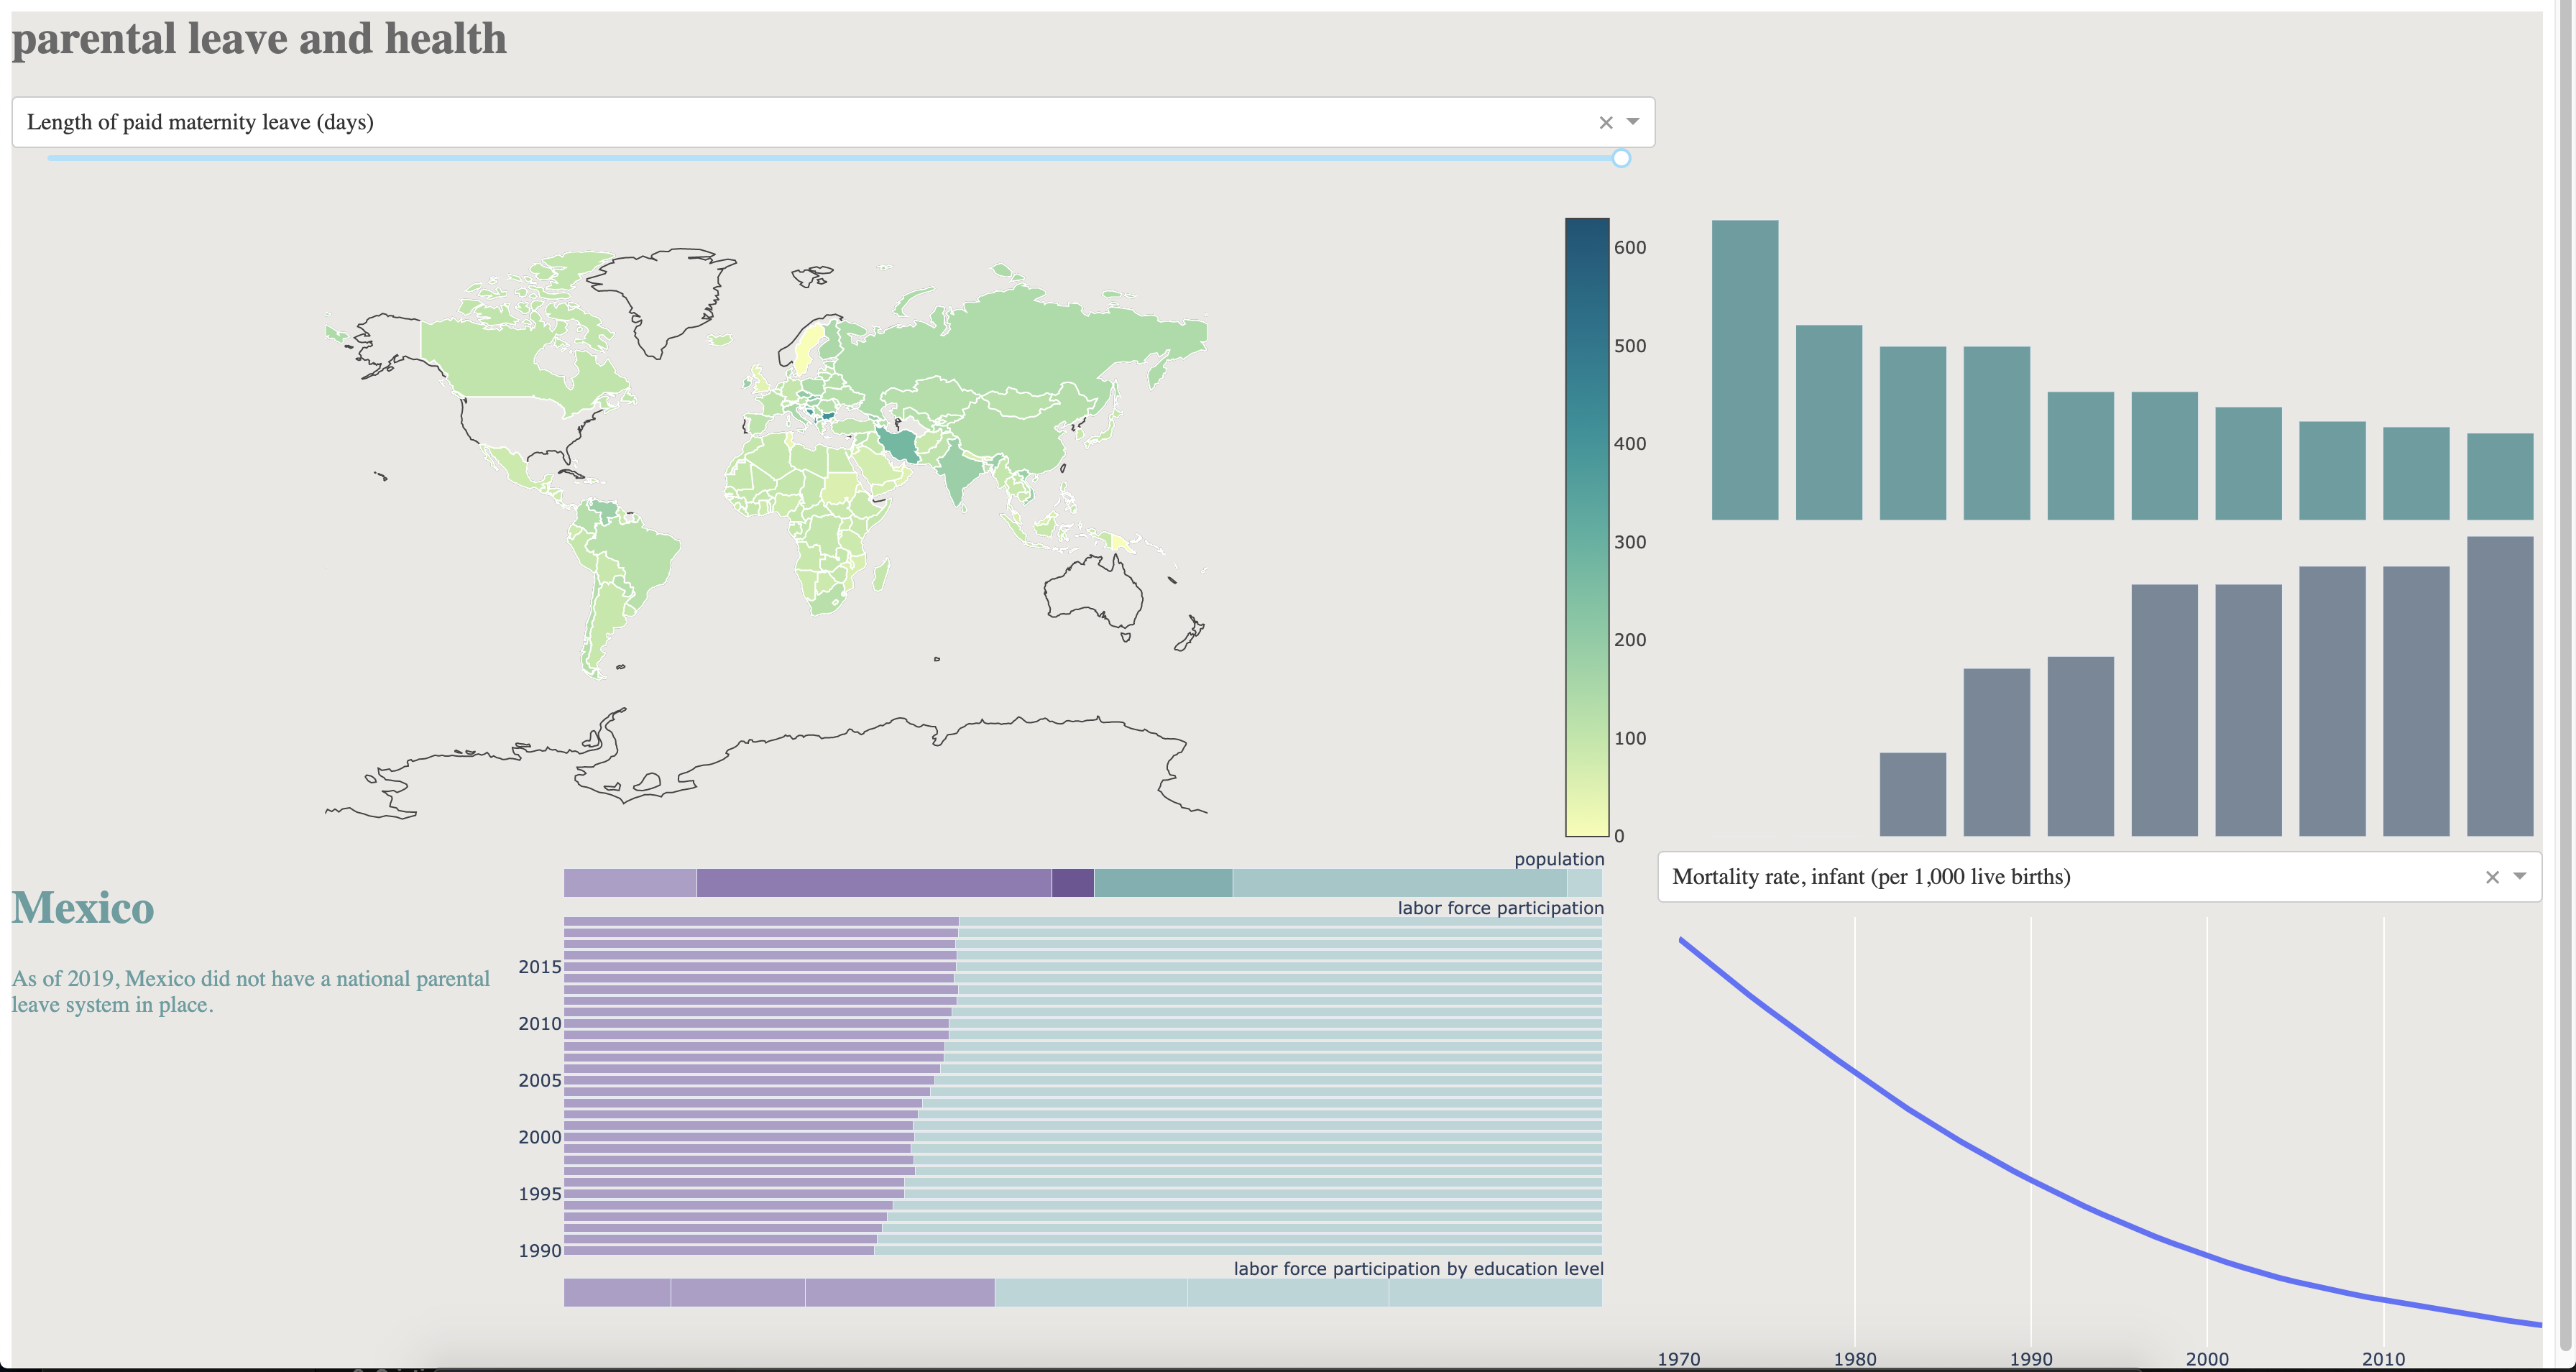 parental leave and health
Length of paid maternity leave (days)
600
500
400
300
200
100
0
population
Mortality rate, infant (per 1,000 live births)
Mexico
labor force participation
As of 2019, Mexico did not have a national parental
leave system in place.
2015
2010
2005
2000
1995
1990
labor force participation by education level
1970
1980
1990
2000
2010